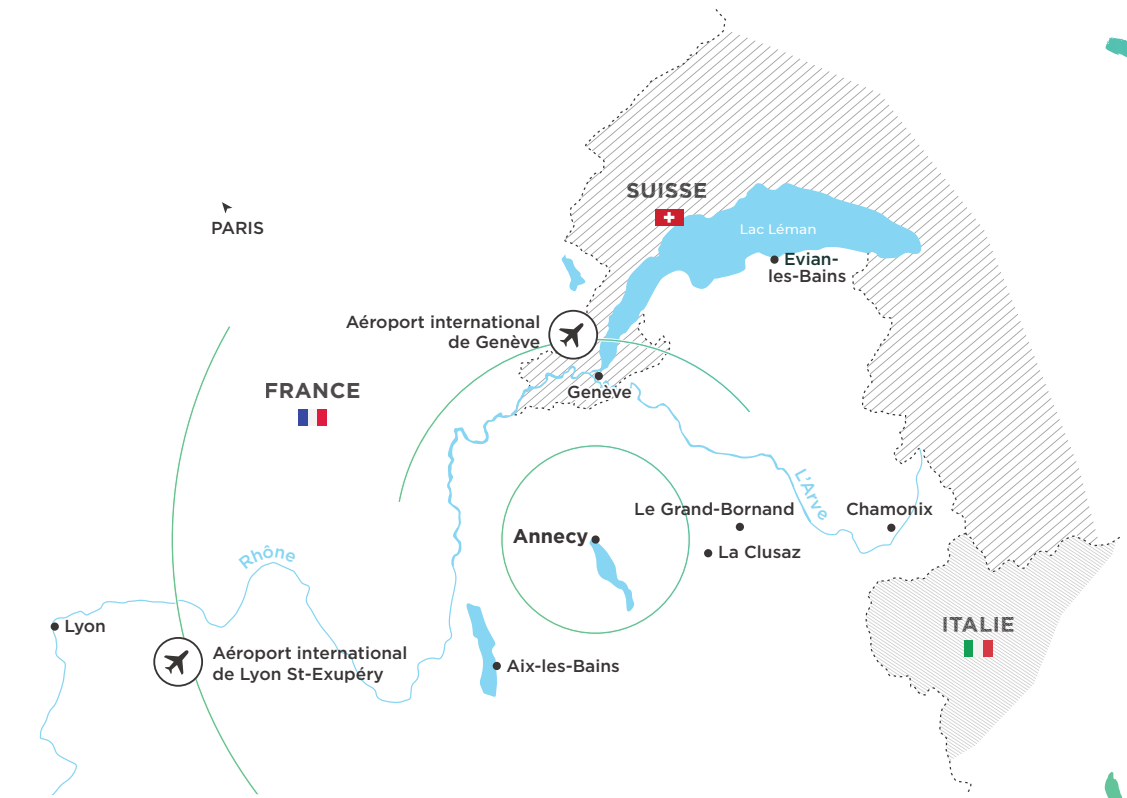 SUISSE
PARIS
Lac Léman
Evian-
les-Bains
Aéroport international
de Genève
FRANCE
Genève
L'Arve
Le Grand-Bornand
Chamonix
Annecy
La Clusaz
Rhône
Lyon
ITALIE
Aéroport international
de Lyon St-Exupéry
Aix-les-Bains